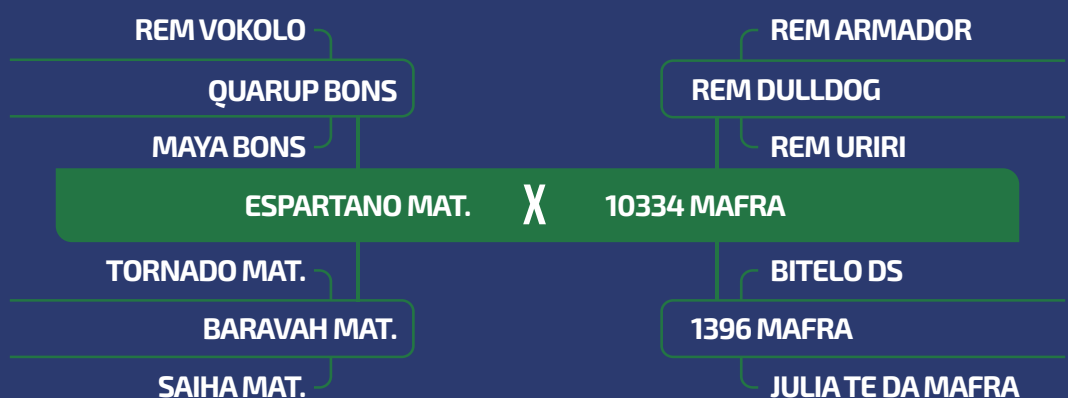 REM VOKOLO
QUARUP BONS
MAYA BONS
REM ARMADOR
REM DULLDOG
REM URIRI
ESPARTANO MAT. X 10334 MAFRA
TORNADO MAT.
BARAVAH MAT.
SAIHA MAT.
BITELO DS
1396 MAFRA
JULIA TE DA MAFRA